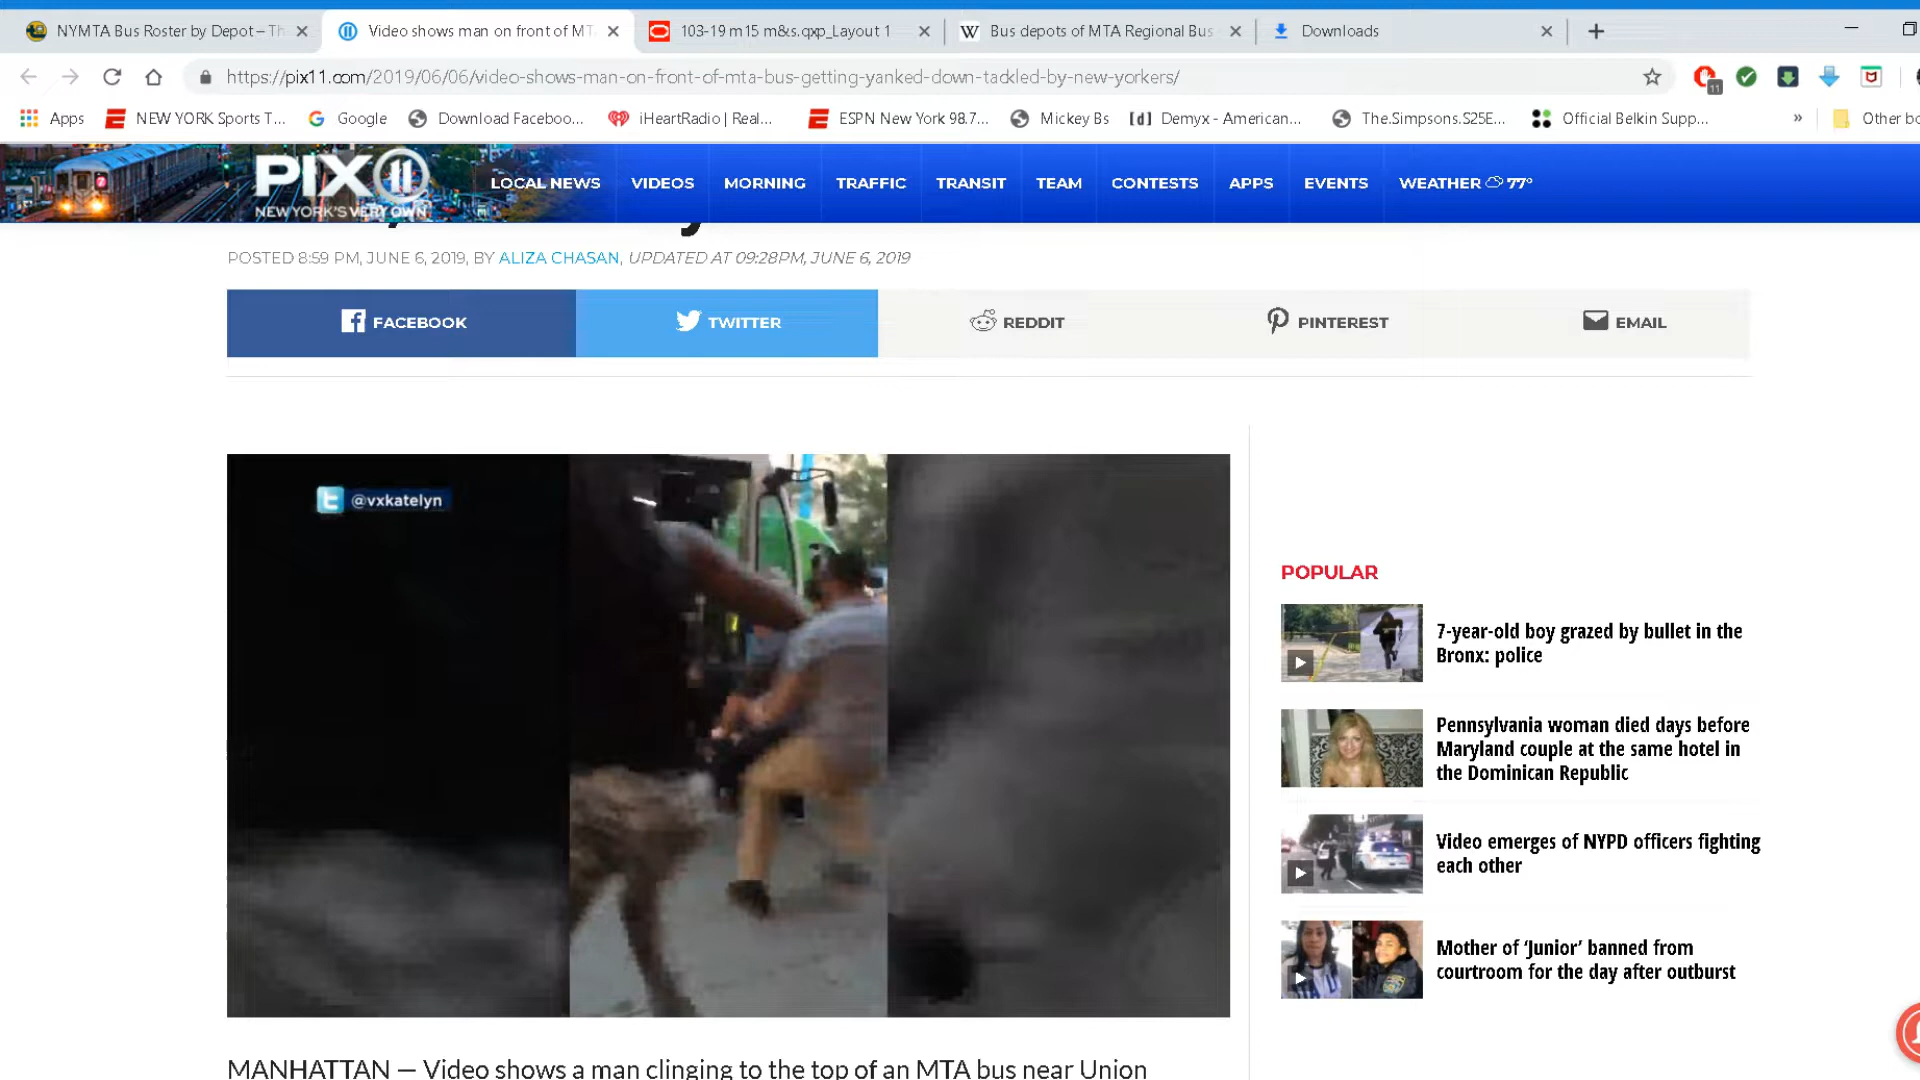 NYMTA Bus Roster by Depot – Th
Video shows man on front of MT
103-19 m15 m&s.qxp_Layout 1
Bus depots of MTA Regional Bus
Downloads
https://pix11.com/2019/06/06/video-shows-man-on-front-of-mta-bus-getting-yanked-down-tackled-by-new-yorkers/
11
Apps
NEW YORK Sports T...
Google
Download Faceboo...
iHeartRadio | Real...
ESPN New York 98.7...
Mickey Bs
[d] Demyx - American...
The.Simpsons.S25E...
Official Belkin Supp...
»
Other bo
PIX 11
NEW YORK'S VERY OWN
LOCAL NEWS
VIDEOS
MORNING
TRAFFIC
TRANSIT
TEAM
CONTESTS
APPS
EVENTS
WEATHER 77°
POSTED 8:59 PM, JUNE 6, 2019, BY ALIZA CHASAN, UPDATED AT 09:28PM, JUNE 6, 2019
FACEBOOK
TWITTER
REDDIT
PINTEREST
EMAIL
@vxkatelyn
POPULAR
7-year-old boy grazed by bullet in the
Bronx: police
Pennsylvania woman died days before
Maryland couple at the same hotel in
the Dominican Republic
Video emerges of NYPD officers fighting
each other
Mother of ‘Junior’ banned from
courtroom for the day after outburst
MANHATTAN — Video shows a man clinging to the top of an MTA bus near Union